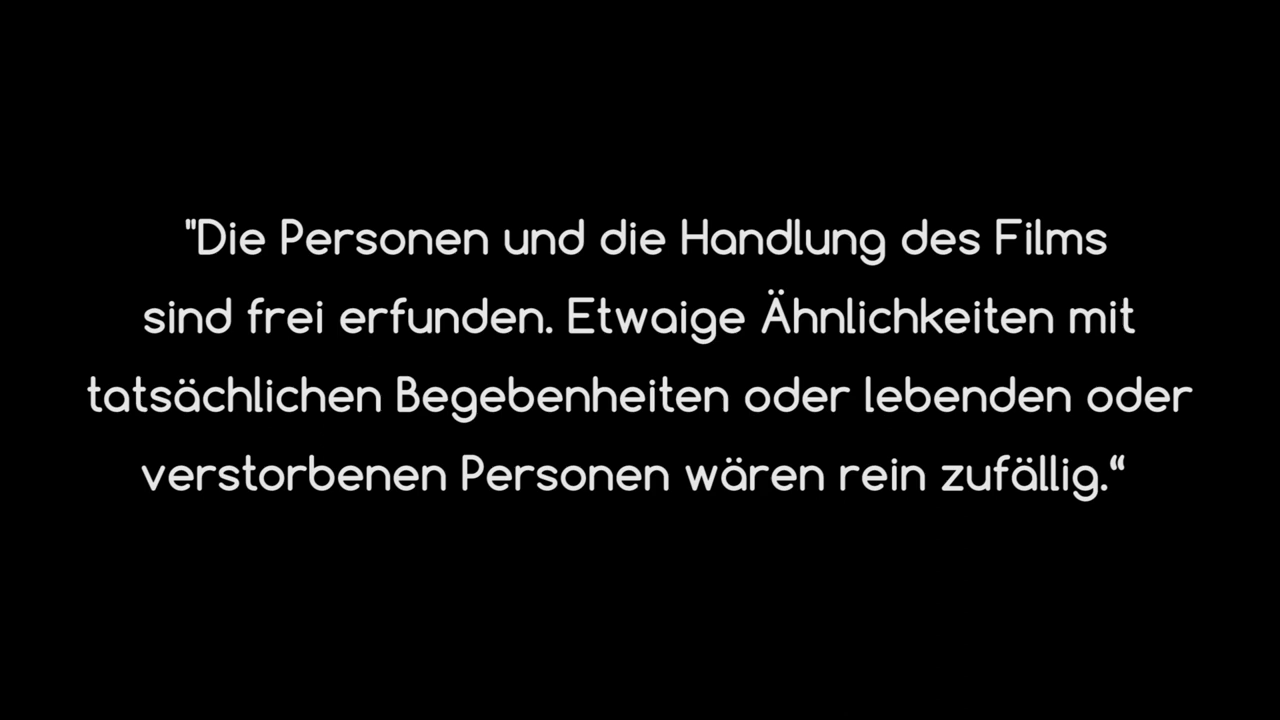 "Die Personen und die Handlung des Films
sind frei erfunden. Etwaige Ähnlichkeiten mit
tatsächlichen Begebenheiten oder lebenden oder
verstorbenen Personen wären rein zufällig.“